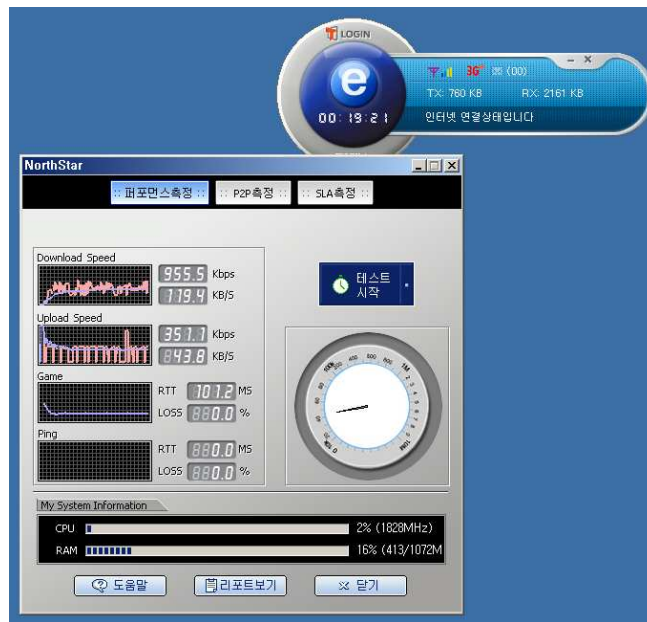 T LOGIN
3G+ (00)
TX: 760 KB RX: 2161 KB
00:19:21
인터넷 연결상태입니다
NorthStar
:: 퍼포먼스측정 :: :: P2P측정 :: :: SLA측정 ::
Download Speed
955.5 Kbps
119.4 KB/S
테스트
시작
Upload Speed
351.1 Kbps
43.8 KB/S
Game
RTT 101.2 MS
LOSS 0.0 %
Ping
RTT 0.0 MS
LOSS 0.0 %
My System Information
CPU 2% (1828MHz)
RAM 16% (413/1072M
도움말 리포트보기 닫기